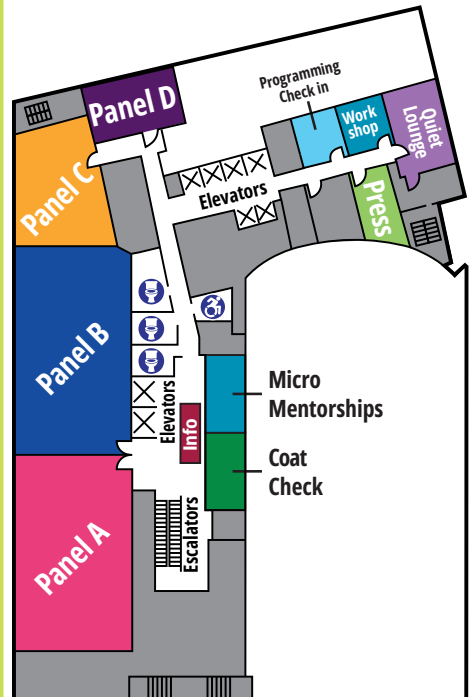 Panel D
Programming
Check in
Work
shop
Quiet
Lounge
Panel C
Elevators
Press
Panel B
Elevators
Info
Micro
Mentorships
Coat
Check
Panel A
Escalators